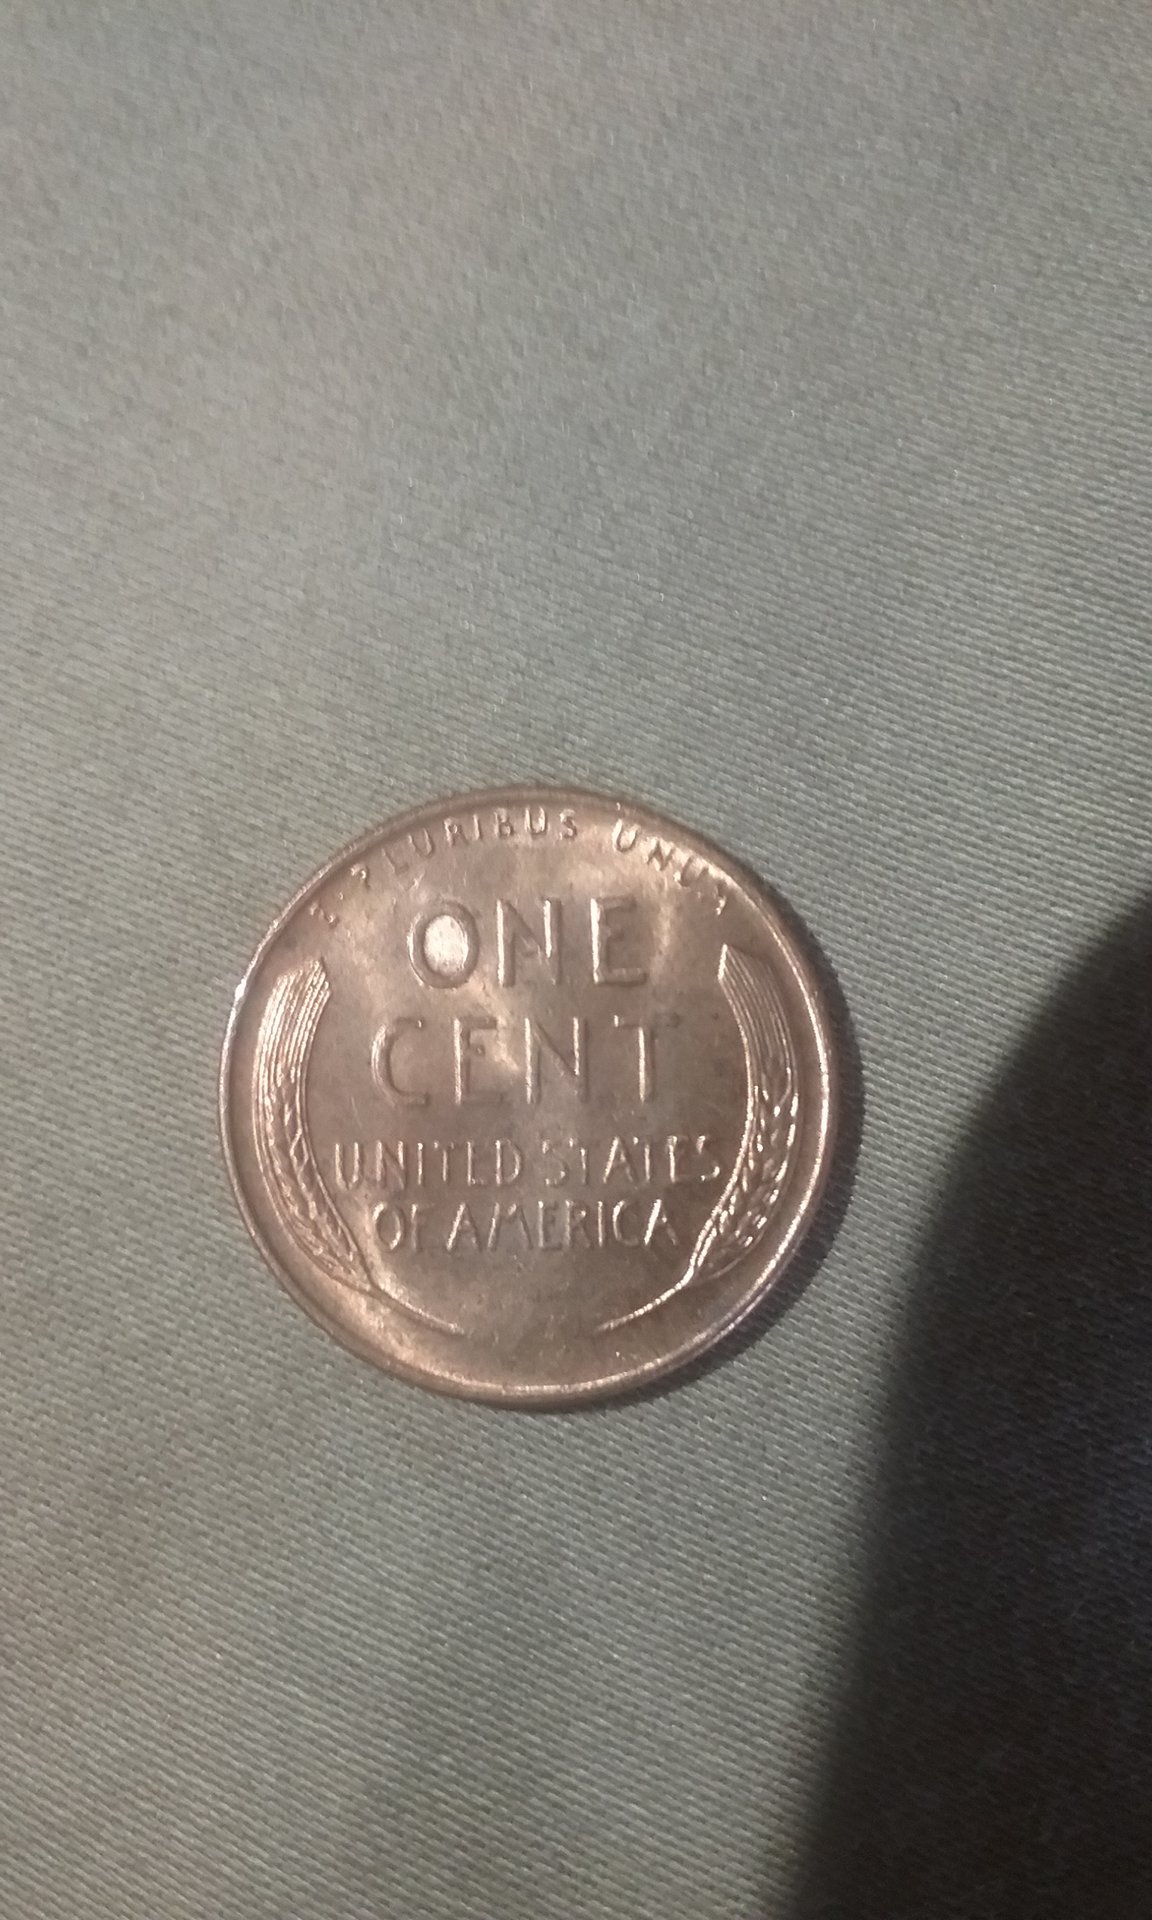 E PLURIBUS UNUM
ONE
CENT
UNITED STATES
OF AMERICA